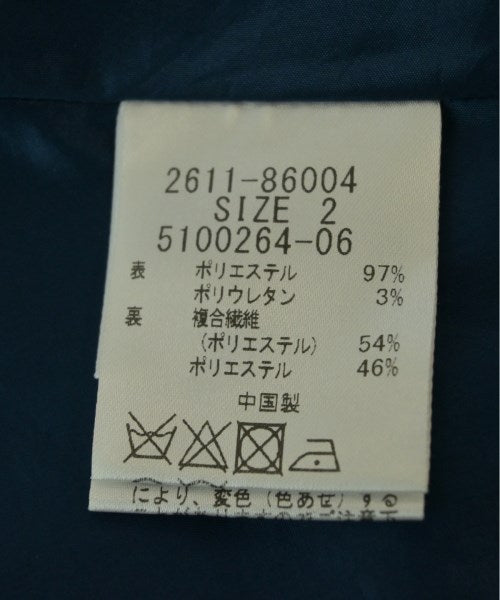 2611-86004
SIZE 2
5100264-06
表 ポリエステル 97%
ポリウレタン 3%
裏 複合繊維
(ポリエステル) 54%
ポリエステル 46%
中国製
により、変色(色あせ)する